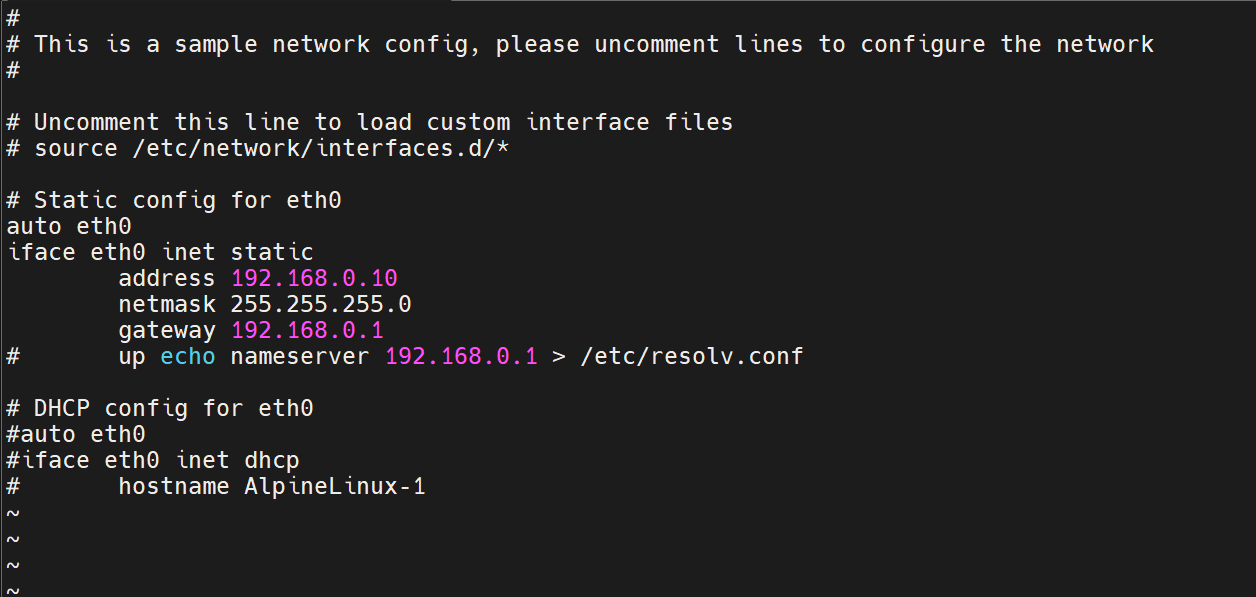 #
# This is a sample network config, please uncomment lines to configure the network
#

# Uncomment this line to load custom interface files
# source /etc/network/interfaces.d/*

# Static config for eth0
auto eth0
iface eth0 inet static
        address 192.168.0.10
        netmask 255.255.255.0
        gateway 192.168.0.1
#       up echo nameserver 192.168.0.1 > /etc/resolv.conf

# DHCP config for eth0
#auto eth0
#iface eth0 inet dhcp
#       hostname AlpineLinux-1
~
~
~
~